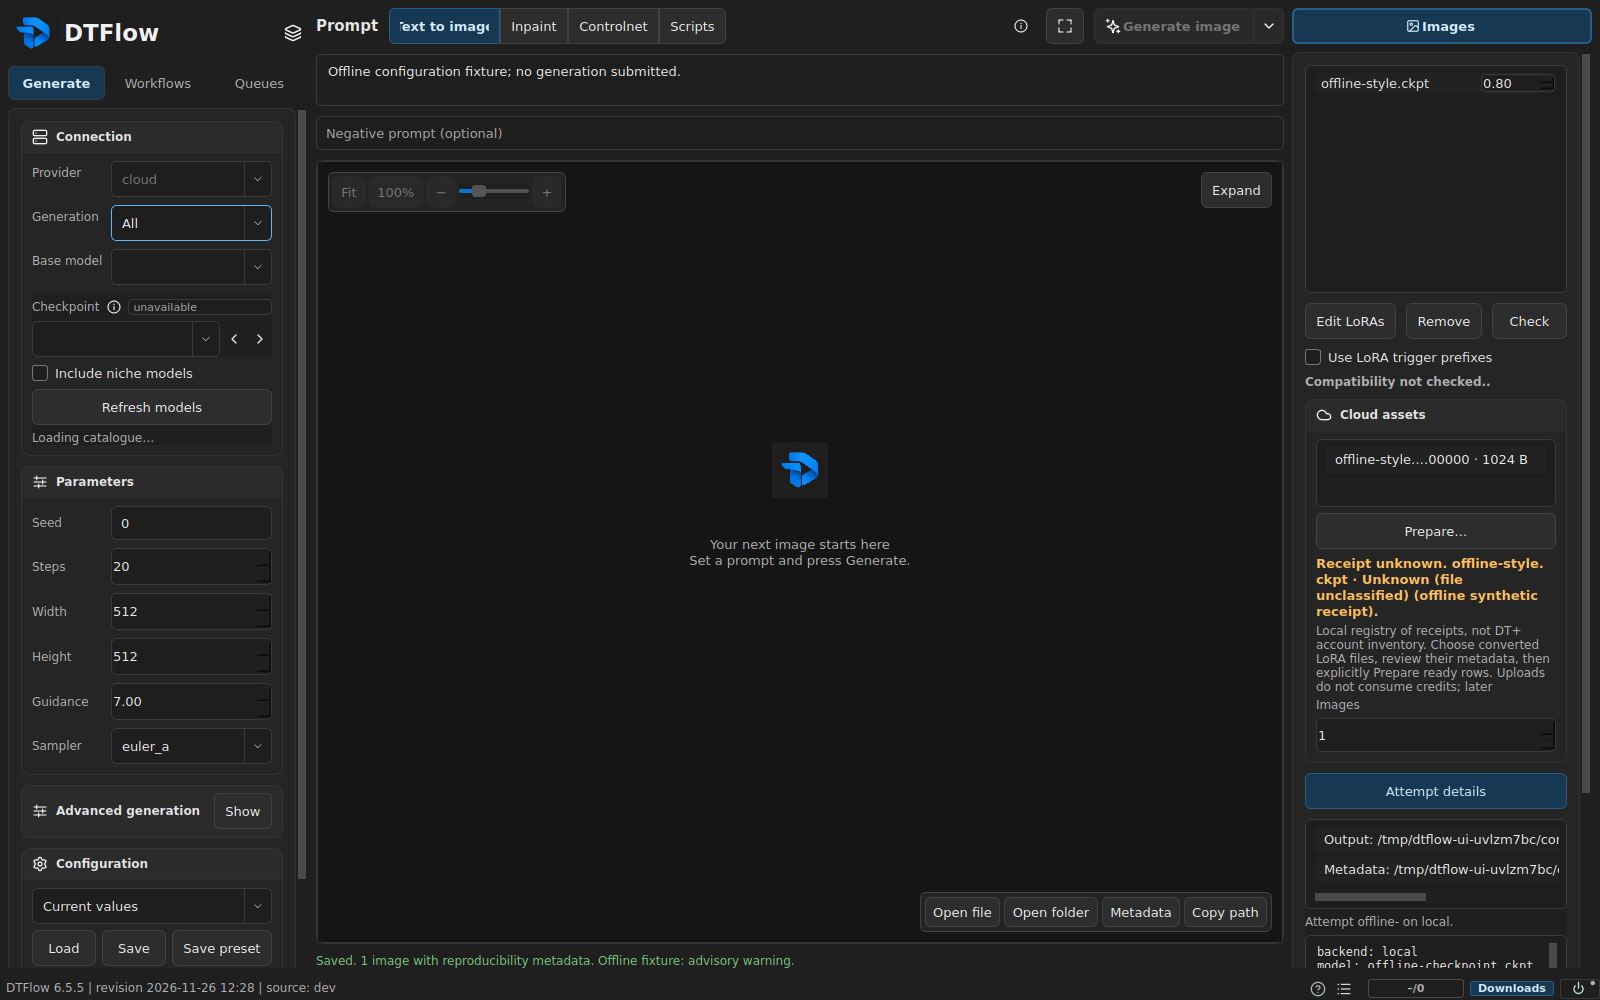 DTFlow
Generate
Workflows
Queues
Connection
Provider
cloud
Generation
All
Base model
Checkpoint
unavailable
Include niche models
Refresh models
Loading catalogue...
Parameters
Seed
0
Steps
20
Width
512
Height
512
Guidance
7.00
Sampler
euler_a
Advanced generation
Show
Configuration
Current values
Load
Save
Save preset
Prompt
Text to image
Inpaint
Controlnet
Scripts
Generate image
Offline configuration fixture; no generation submitted.
Negative prompt (optional)
Fit
100%
−
+
Expand
Your next image starts here
Set a prompt and press Generate.
Open file
Open folder
Metadata
Copy path
Saved. 1 image with reproducibility metadata. Offline fixture: advisory warning.
Images
offline-style.ckpt
0.80
Edit LoRAs
Remove
Check
Use LoRA trigger prefixes
Compatibility not checked..
Cloud assets
offline-style....00000 · 1024 B
Prepare...
Receipt unknown. offline-style.
ckpt · Unknown (file
unclassified) (offline synthetic
receipt).
Local registry of receipts, not DT+
account inventory. Choose converted
LoRA files, review their metadata, then
explicitly Prepare ready rows. Uploads
do not consume credits; later
Images
1
Attempt details
Output: /tmp/dtflow-ui-uvlzm7bc/cor
Metadata: /tmp/dtflow-ui-uvlzm7bc/
Attempt offline- on local.
backend: local
model: offline-checkpoint.ckpt
DTFlow 6.5.5 | revision 2026-11-26 12:28 | source: dev
–/0
Downloads